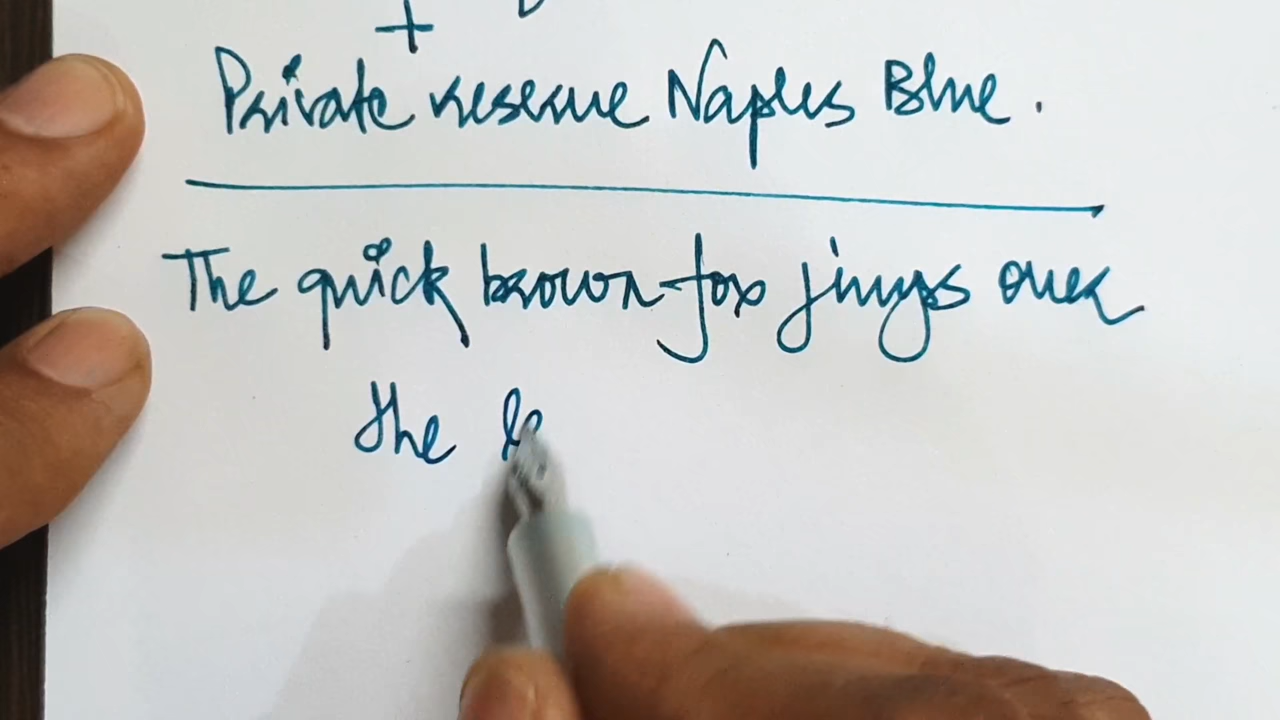 +
Private reserve Naples Blue.
The quick brown fox jumps over
the